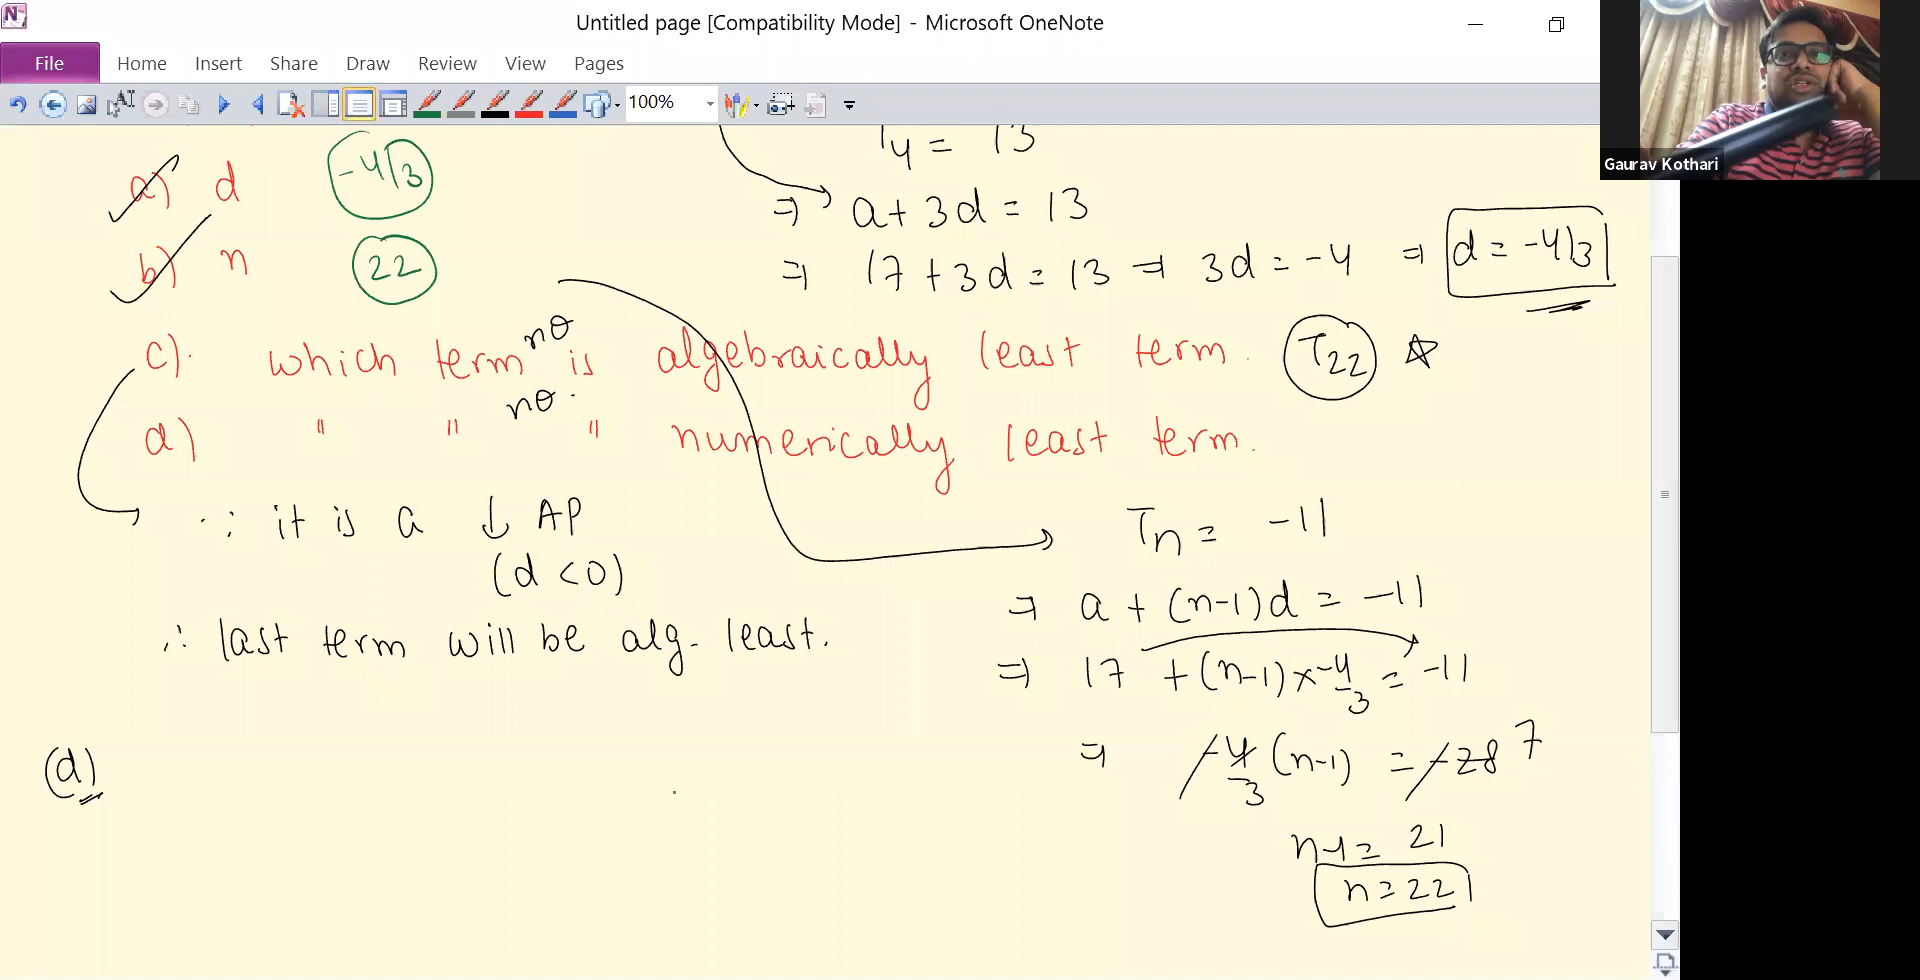 Untitled page [Compatibility Mode] - Microsoft OneNote
File Home Insert Share Draw Review View Pages
100%
Gaurav Kothari
T4 = 13
a) d -4/3
⇒ a + 3d = 13
b) n 22
⇒ 17 + 3d = 13 ⇒ 3d = -4 ⇒ d = -4/3
c). which term no is algebraically least term. T22 ☆
d) " " no. " numerically least term.
∵ it is a ↓ AP
(d < 0)
∴ last term will be alg. least.
Tn = -11
⇒ a + (n-1)d = -11
⇒ 17 + (n-1) x -4/3 = -11
⇒ -4/3 (n-1) = -28 7
n-1 = 21
n = 22
(d)